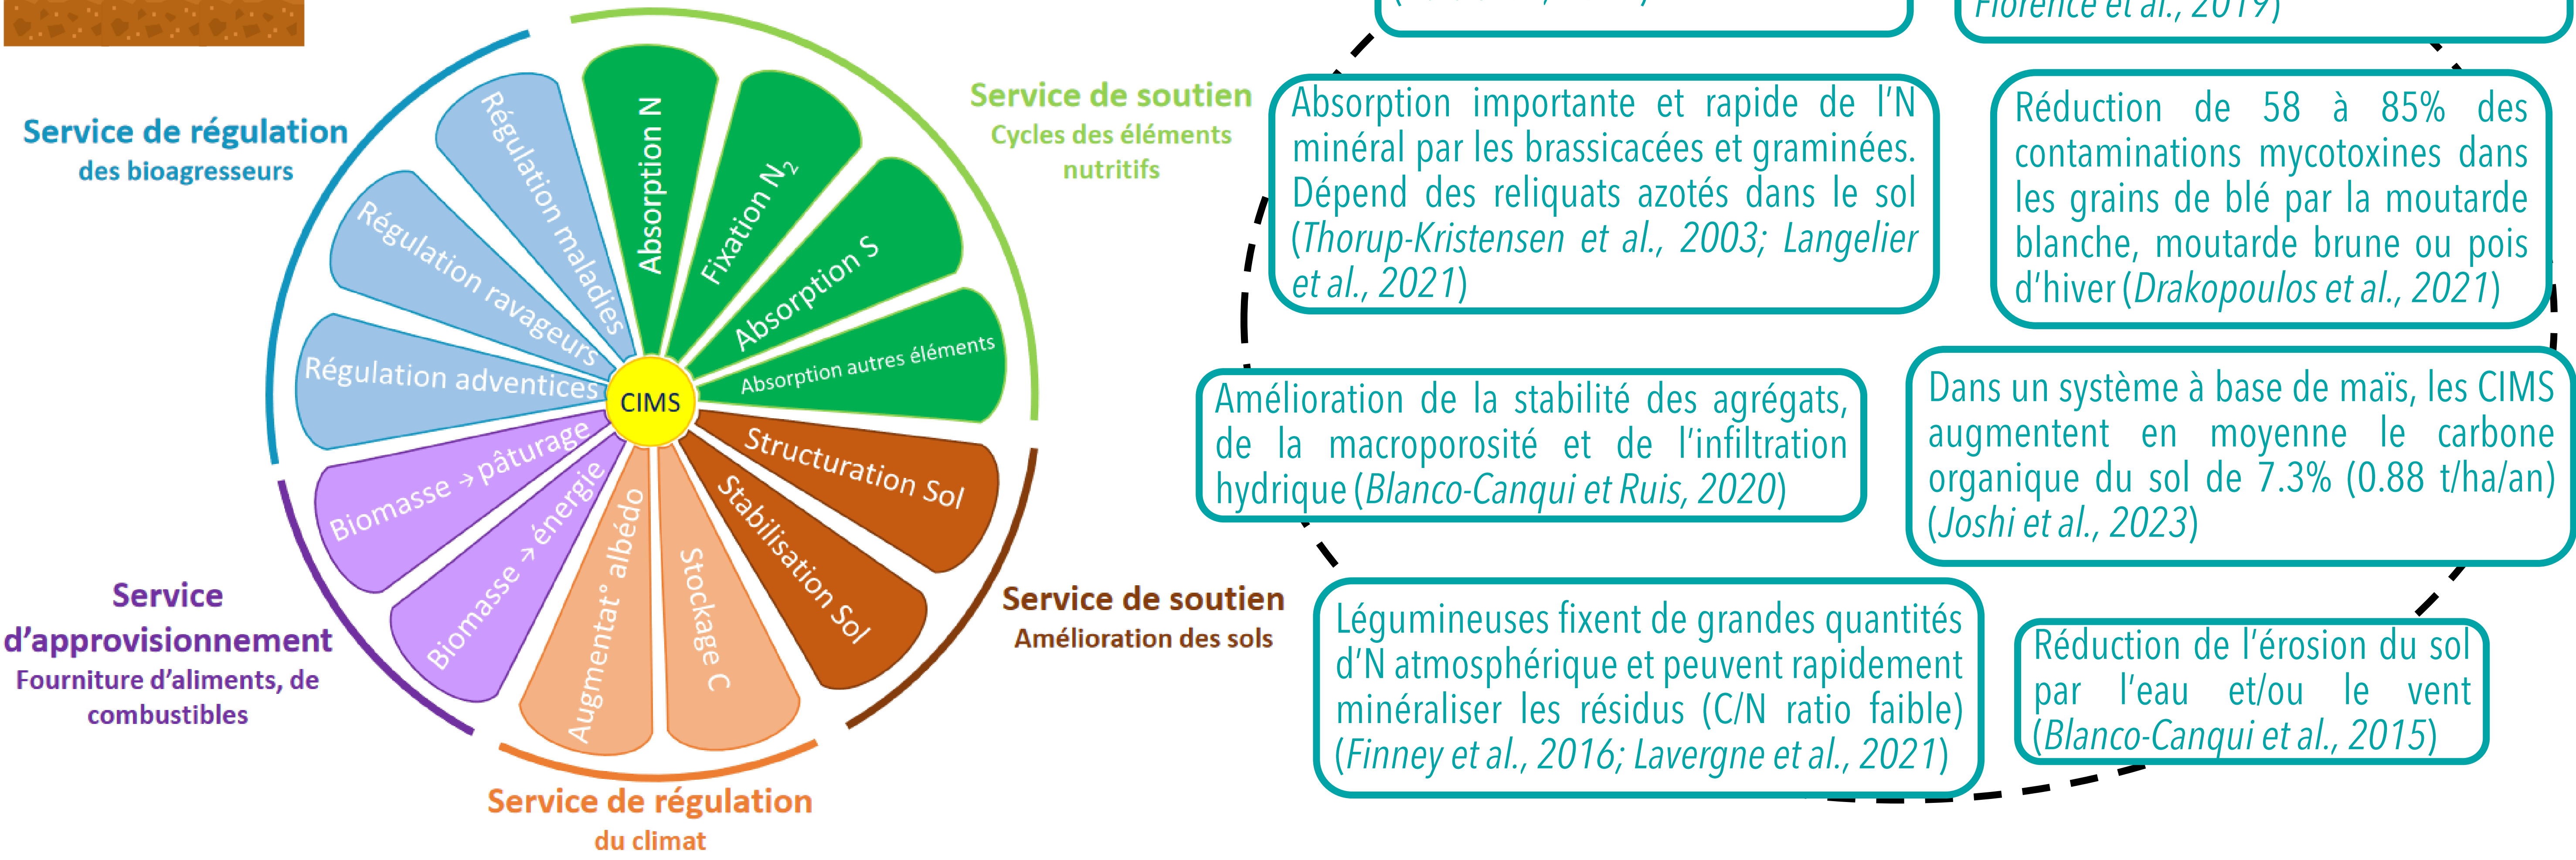 Florence et al., 2019)
Service de régulation
des bioagresseurs
Régulation maladies
Régulation ravageurs
Régulation adventices
Absorption N
Fixation N₂
Absorption S
Absorption autres éléments
Service de soutien
Cycles des éléments
nutritifs
CIMS
Structuration Sol
Stabilisation Sol
Service de soutien
Amélioration des sols
Stockage C
Augmentat° albédo
Service de régulation
du climat
Biomasse → énergie
Biomasse → pâturage
Service
d'approvisionnement
Fourniture d'aliments, de
combustibles
Absorption importante et rapide de l'N
minéral par les brassicacées et graminées.
Dépend des reliquats azotés dans le sol
(Thorup-Kristensen et al., 2003; Langelier
et al., 2021)
Réduction de 58 à 85% des
contaminations mycotoxines dans
les grains de blé par la moutarde
blanche, moutarde brune ou pois
d'hiver (Drakopoulos et al., 2021)
Amélioration de la stabilité des agrégats,
de la macroporosité et de l'infiltration
hydrique (Blanco-Canqui et Ruis, 2020)
Dans un système à base de maïs, les CIMS
augmentent en moyenne le carbone
organique du sol de 7.3% (0.88 t/ha/an)
(Joshi et al., 2023)
Légumineuses fixent de grandes quantités
d'N atmosphérique et peuvent rapidement
minéraliser les résidus (C/N ratio faible)
(Finney et al., 2016; Lavergne et al., 2021)
Réduction de l'érosion du sol
par l'eau et/ou le vent
(Blanco-Canqui et al., 2015)